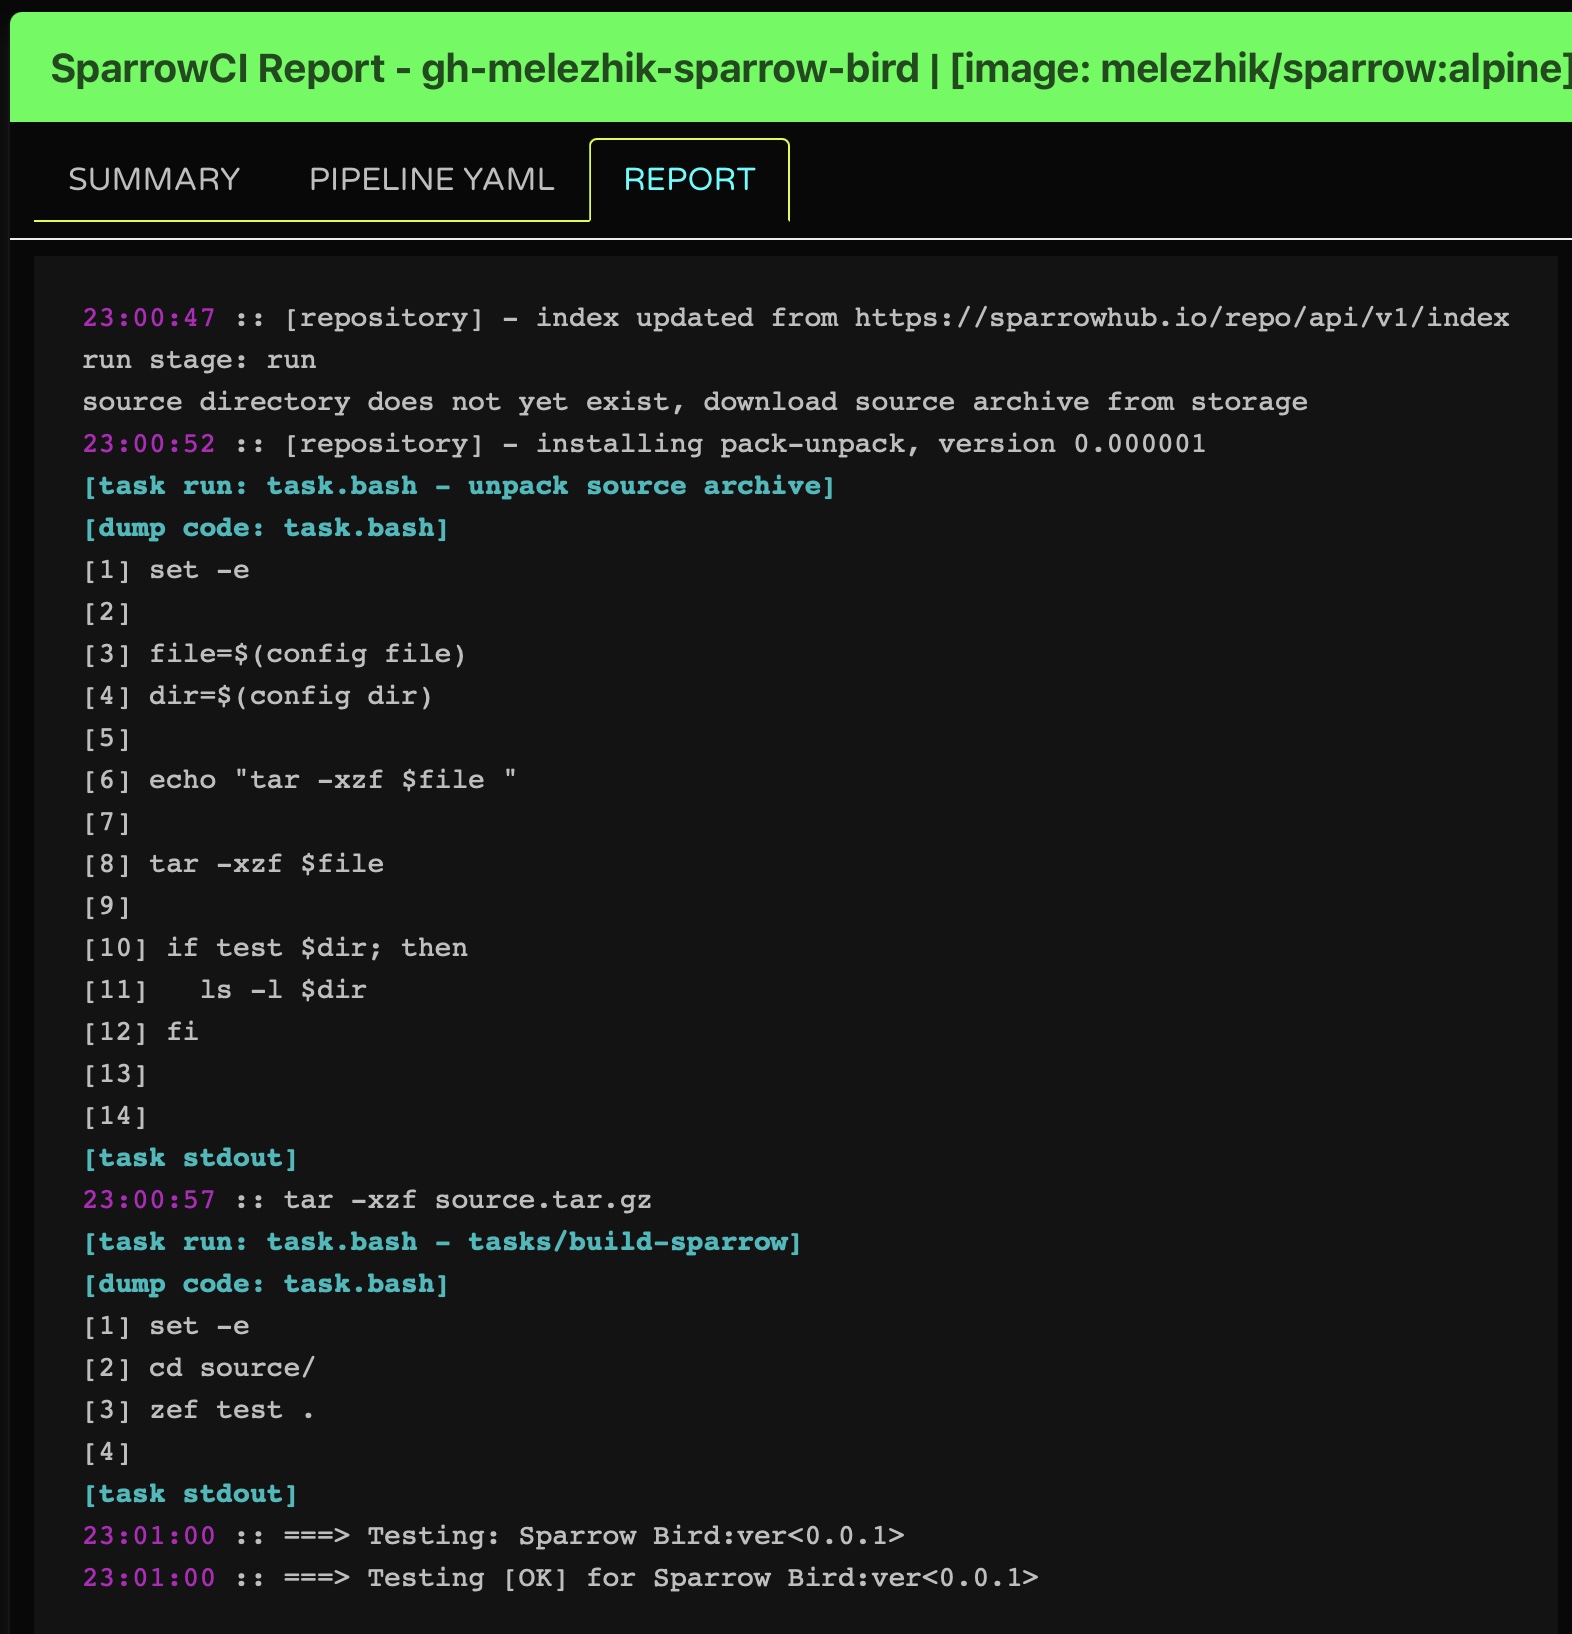 SparrowCI Report - gh-melezhik-sparrow-bird | [image: melezhik/sparrow:alpine]
SUMMARY PIPELINE YAML REPORT
23:00:47 :: [repository] - index updated from https://sparrowhub.io/repo/api/v1/index
run stage: run
source directory does not yet exist, download source archive from storage
23:00:52 :: [repository] - installing pack-unpack, version 0.000001
[task run: task.bash - unpack source archive]
[dump code: task.bash]
[1] set -e
[2]
[3] file=$(config file)
[4] dir=$(config dir)
[5]
[6] echo "tar -xzf $file "
[7]
[8] tar -xzf $file
[9]
[10] if test $dir; then
[11]   ls -l $dir
[12] fi
[13]
[14]
[task stdout]
23:00:57 :: tar -xzf source.tar.gz
[task run: task.bash - tasks/build-sparrow]
[dump code: task.bash]
[1] set -e
[2] cd source/
[3] zef test .
[4]
[task stdout]
23:01:00 :: ===> Testing: Sparrow Bird:ver<0.0.1>
23:01:00 :: ===> Testing [OK] for Sparrow Bird:ver<0.0.1>